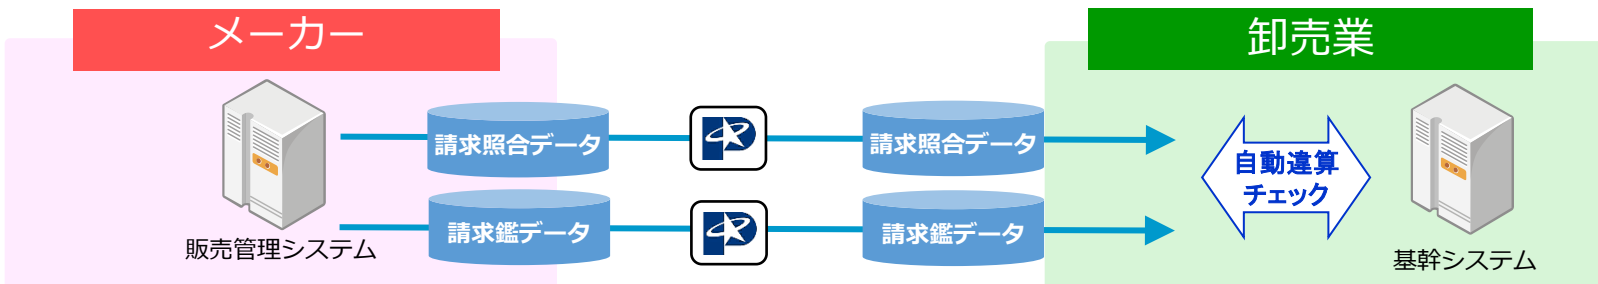 メーカー
卸売業
請求照合データ
請求照合データ
自動違算
チェック
請求鑑データ
請求鑑データ
販売管理システム
基幹システム